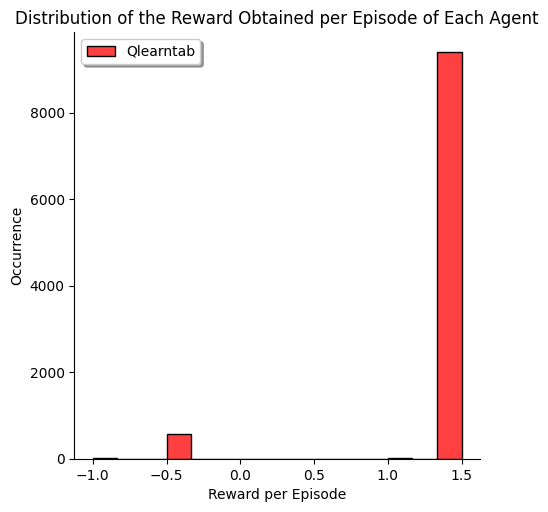 Distribution of the Reward Obtained per Episode of Each Agent
Qlearntab
Occurrence
8000
6000
4000
2000
0
−1.0 −0.5 0.0 0.5 1.0 1.5
Reward per Episode